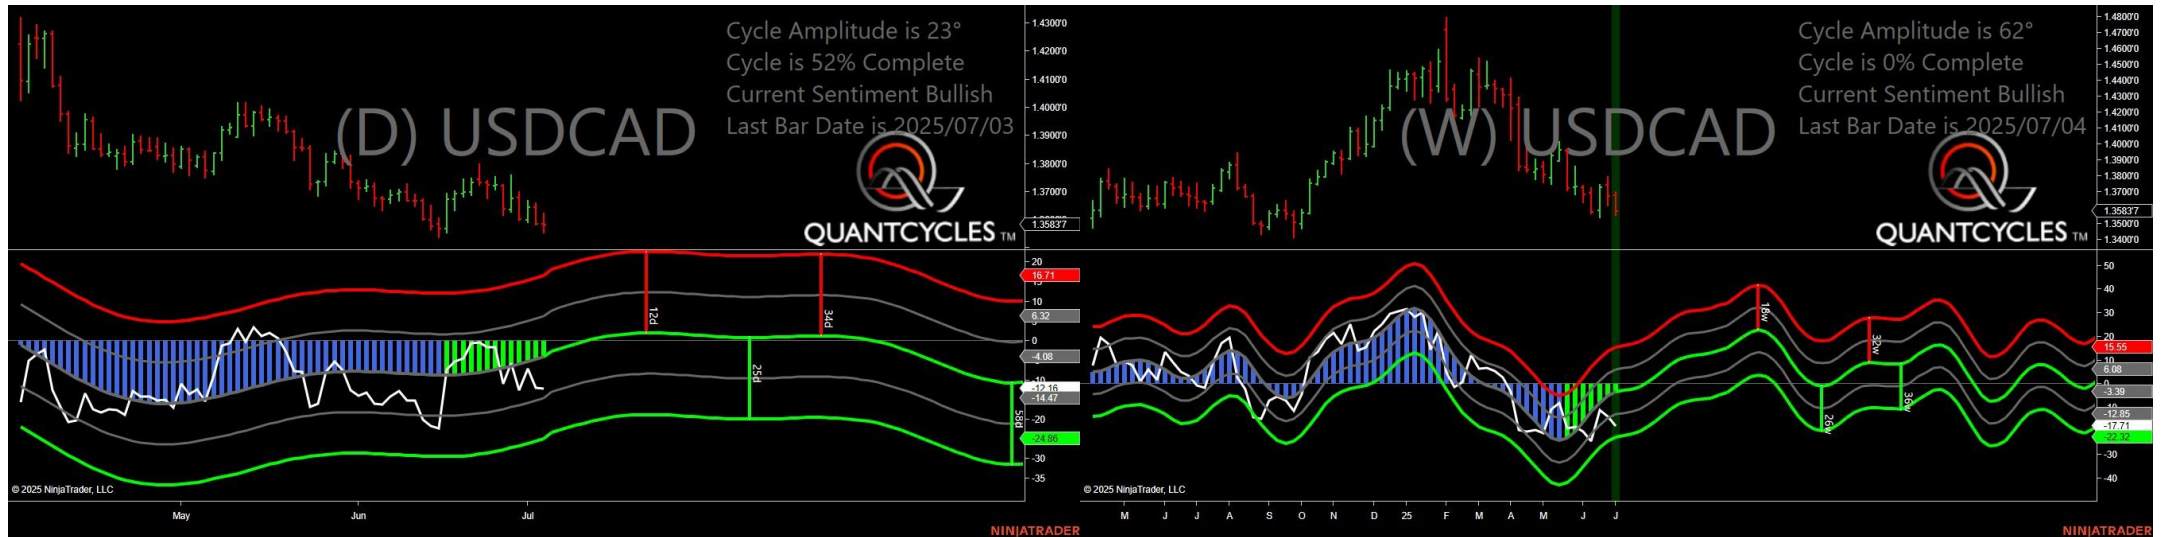 Cycle Amplitude is 23°
Cycle is 52% Complete
Current Sentiment Bullish
Last Bar Date is 2025/07/03
(D) USDCAD
QUANTCYCLES TM
1.4300'0
1.4200'0
1.4100'0
1.4000'0
1.3900'0
1.3800'0
1.3700'0
1.3583'7
20
16.71
10
6.32
0
-4.08
-12.16
-14.47
-20
-24.86
-30
-35
12d
34d
25d
58d
© 2025 NinjaTrader, LLC
May
Jun
Jul
NINJATRADER
Cycle Amplitude is 62°
Cycle is 0% Complete
Current Sentiment Bullish
Last Bar Date is 2025/07/04
(W) USDCAD
QUANTCYCLES TM
1.4800'0
1.4700'0
1.4600'0
1.4500'0
1.4400'0
1.4300'0
1.4200'0
1.4100'0
1.4000'0
1.3900'0
1.3800'0
1.3700'0
1.3583'7
1.3500'0
1.3400'0
50
40
30
20
15.55
10
6.08
0
-3.39
-12.85
-17.71
-22.32
-30
-40
18w
32w
26w
36w
© 2025 NinjaTrader, LLC
M
J
J
A
S
O
N
D
25
F
M
A
M
J
J
NINJATRADER